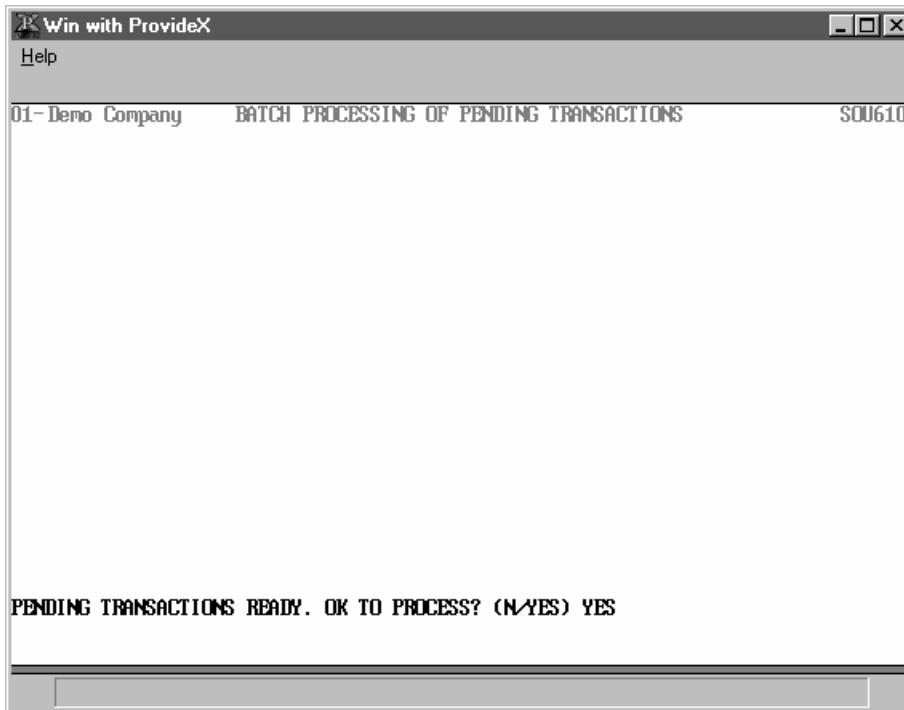 Win with ProvideX
Help
01-Demo Company BATCH PROCESSING OF PENDING TRANSACTIONS SOU610
PENDING TRANSACTIONS READY. OK TO PROCESS? (N/YES) YES